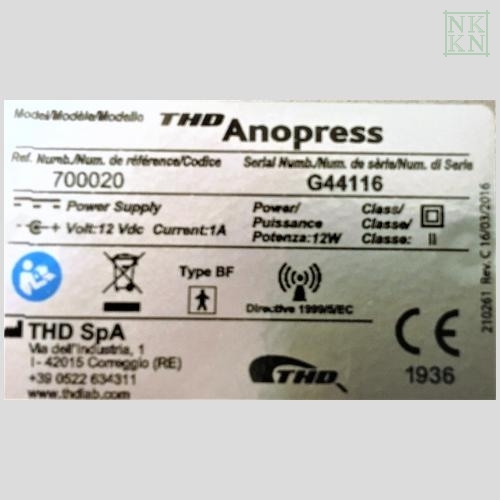 NK
KN
Model/Modèle/Modello THD Anopress
Ref. Numb./Num. de référence/Codice Serial Numb./Num. de série/Num. di Serie
700020 G44116
Power Supply Power/ Class/
Volt:12 Vdc Current:1A Puissance Classe/
Potenza:12W Classe: II
Type BF
Directive 1999/5/EC
THD SpA
Via dell'Industria, 1
I- 42015 Correggio (RE)
+39 0522 634311
www.thdlab.com
THD
CE
1936
210261 Rev. C 16/03/2016